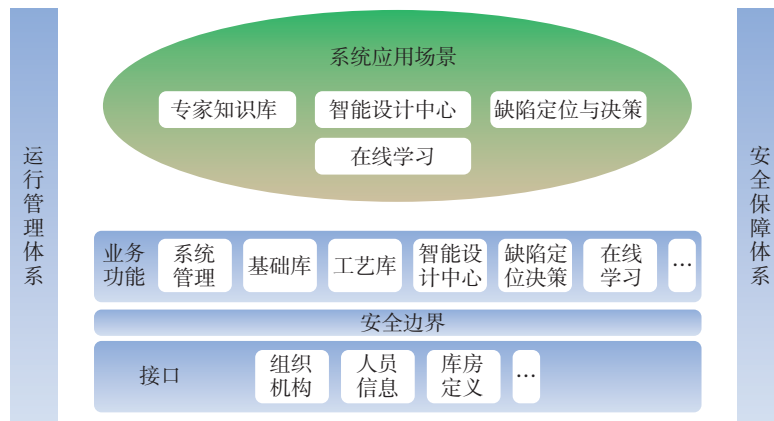 运行管理体系
系统应用场景
专家知识库
智能设计中心
缺陷定位与决策
在线学习
业务
功能
系统
管理
基础库
工艺库
智能设
计中心
缺陷定
位决策
在线
学习
…
安全边界
接口
组织
机构
人员
信息
库房
定义
…
安全保障体系